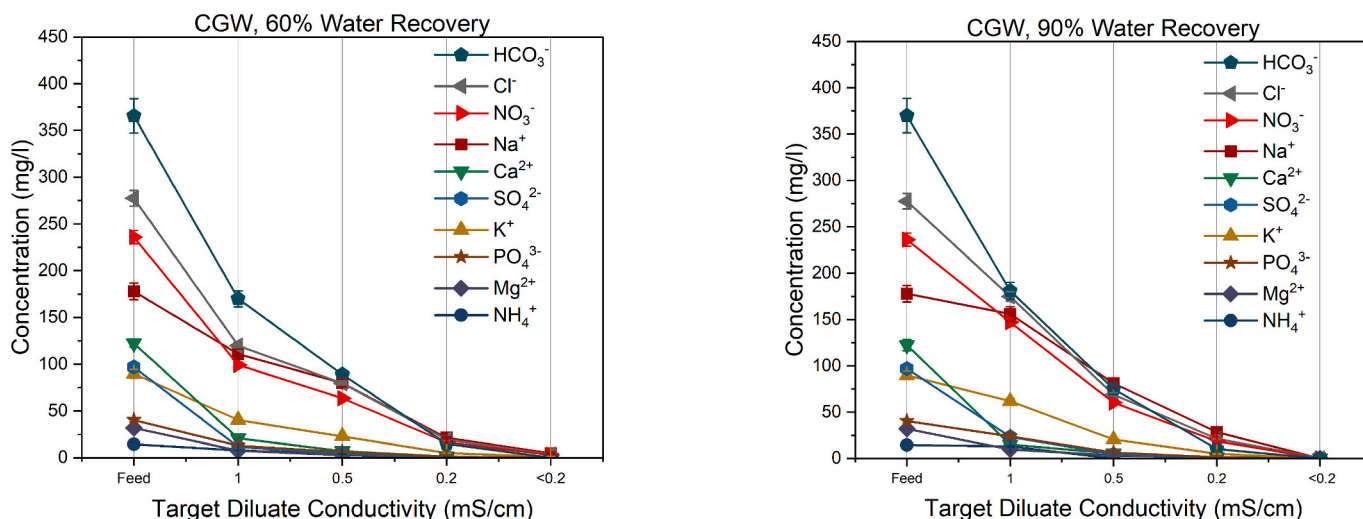 CGW, 60% Water Recovery
450
400
350
300
250
200
150
100
50
0
Concentration (mg/l)
HCO₃⁻
Cl⁻
NO₃⁻
Na⁺
Ca²⁺
SO₄²⁻
K⁺
PO₄³⁻
Mg²⁺
NH₄⁺
Feed 1 0.5 0.2 <0.2
Target Diluate Conductivity (mS/cm)
CGW, 90% Water Recovery
450
400
350
300
250
200
150
100
50
0
Concentration (mg/l)
HCO₃⁻
Cl⁻
NO₃⁻
Na⁺
Ca²⁺
SO₄²⁻
K⁺
PO₄³⁻
Mg²⁺
NH₄⁺
Feed 1 0.5 0.2 <0.2
Target Diluate Conductivity (mS/cm)